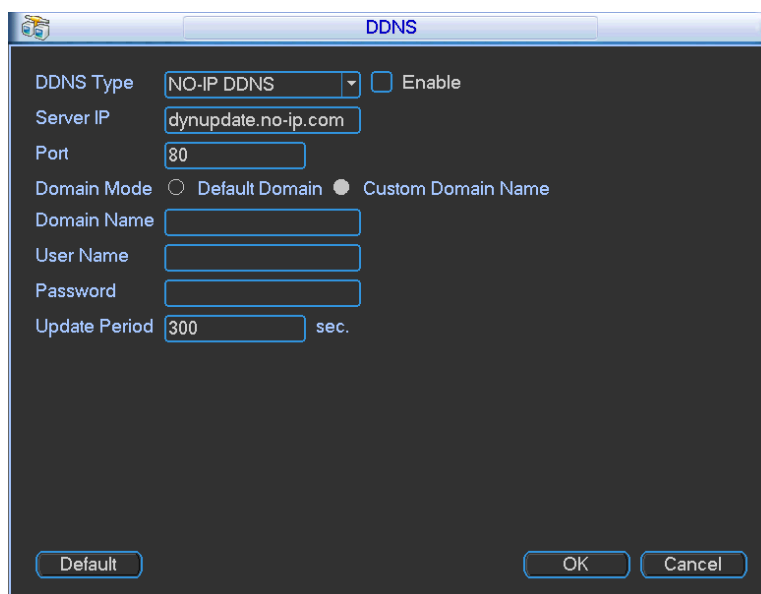 DDNS
DDNS Type NO-IP DDNS Enable
Server IP dynupdate.no-ip.com
Port 80
Domain Mode Default Domain Custom Domain Name
Domain Name
User Name
Password
Update Period 300 sec.
Default OK Cancel